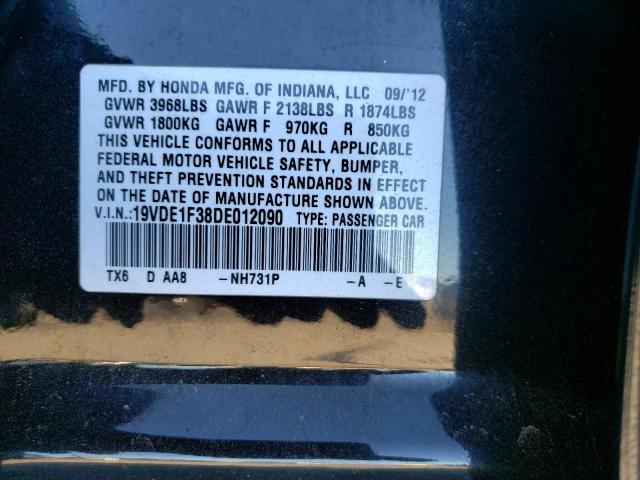 MFD. BY HONDA MFG. OF INDIANA, LLC 09/'12
GVWR 3968LBS GAWR F 2138LBS R 1874LBS
GVWR 1800KG GAWR F 970KG R 850KG
THIS VEHICLE CONFORMS TO ALL APPLICABLE
FEDERAL MOTOR VEHICLE SAFETY, BUMPER,
AND THEFT PREVENTION STANDARDS IN EFFECT
ON THE DATE OF MANUFACTURE SHOWN ABOVE.
V.I.N.:19VDE1F38DE012090 TYPE: PASSENGER CAR
TX6 D AA8 -NH731P -A -E